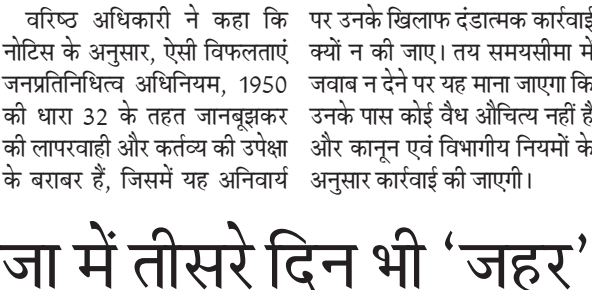 वरिष्ठ अधिकारी ने कहा कि
नोटिस के अनुसार, ऐसी विफलताएं
जनप्रतिनिधित्व अधिनियम, 1950
की धारा 32 के तहत जानबूझकर
की लापरवाही और कर्तव्य की उपेक्षा
के बराबर हैं, जिसमें यह अनिवार्य
पर उनके खिलाफ दंडात्मक कार्रवाई
क्यों न की जाए। तय समयसीमा में
जवाब न देने पर यह माना जाएगा कि
उनके पास कोई वैध औचित्य नहीं है
और कानून एवं विभागीय नियमों के
अनुसार कार्रवाई की जाएगी।
जा में तीसरे दिन भी ‘जहर’